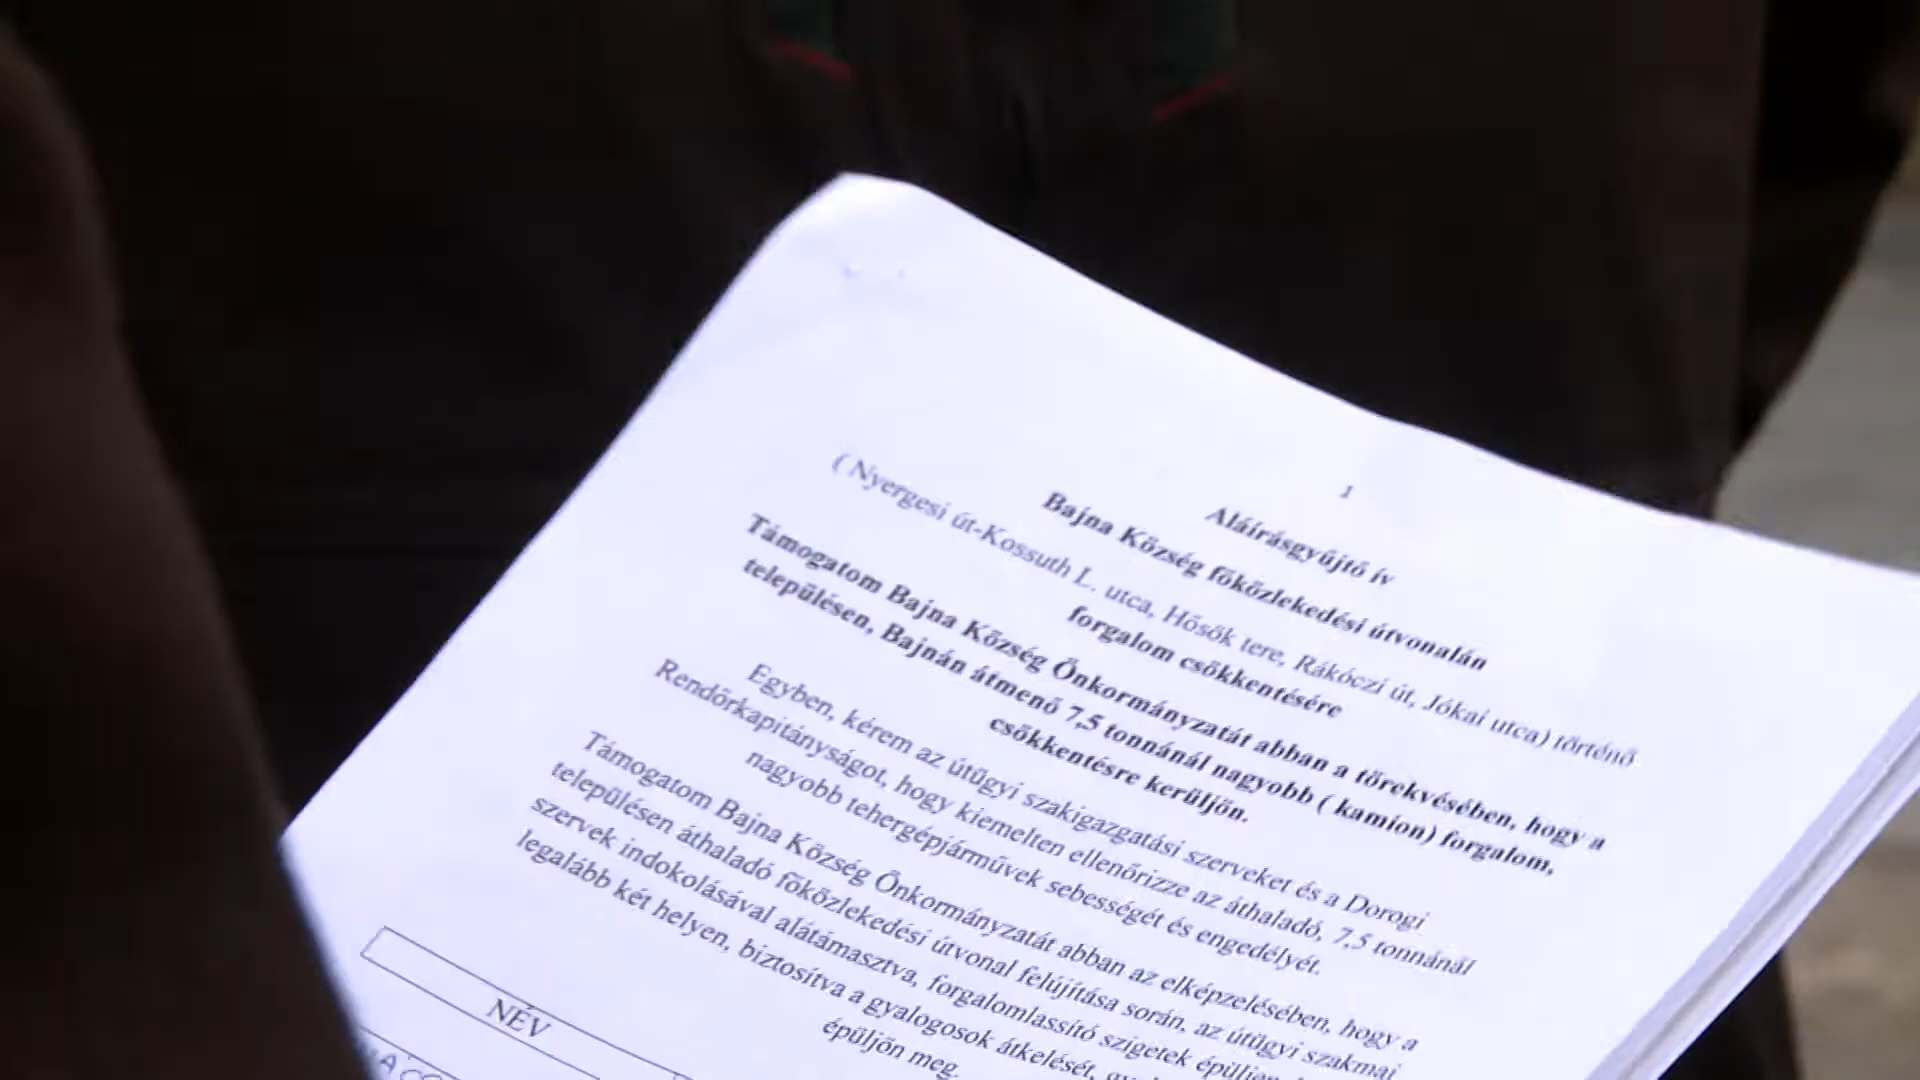 1
Aláírásgyűjtő ív
Bajna Község főközlekedési útvonalán
( Nyergesi út-Kossuth L. utca, Hősök tere, Rákóczi út, Jókai utca) történő
forgalom csökkentésére
Támogatom Bajna Község Önkormányzatát abban a törekvésében, hogy a
településen, Bajnán átmenő 7,5 tonnánál nagyobb ( kamion) forgalom,
csökkentésre kerüljön.
Egyben, kérem az útügyi szakigazgatási szerveket és a Dorogi
Rendőrkapitányságot, hogy kiemelten ellenőrizze az áthaladó, 7,5 tonnánál
nagyobb tehergépjárművek sebességét és engedélyét.
Támogatom Bajna Község Önkormányzatát abban az elképzelésében, hogy a
településen áthaladó főközlekedési útvonal felújítása során, az útügyi szakmai
szervek indokolásával alátámasztva, forgalomlassító szigetek
legalább két helyen, biztosítva a gyalogosok átkelését,
épüljön meg.
NÉV